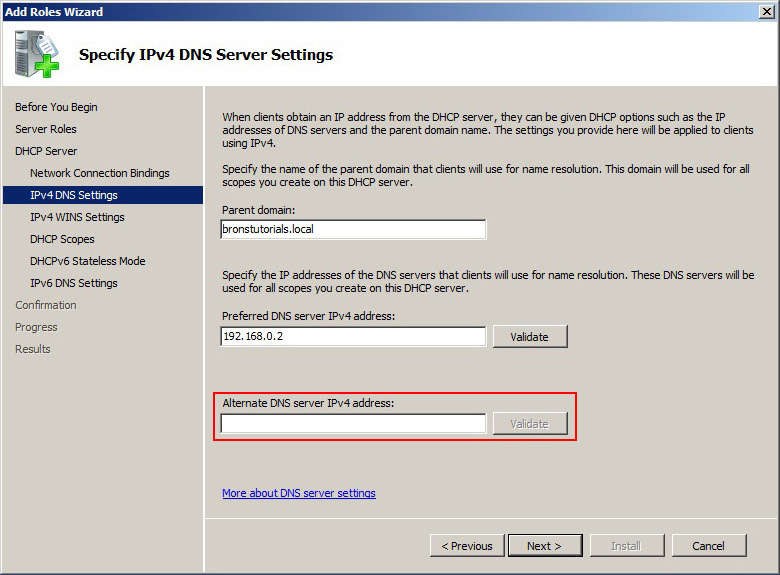 Add Roles Wizard
Specify IPv4 DNS Server Settings
Before You Begin
Server Roles
DHCP Server
Network Connection Bindings
IPv4 DNS Settings
IPv4 WINS Settings
DHCP Scopes
DHCPv6 Stateless Mode
IPv6 DNS Settings
Confirmation
Progress
Results
When clients obtain an IP address from the DHCP server, they can be given DHCP options such as the IP
addresses of DNS servers and the parent domain name. The settings you provide here will be applied to clients
using IPv4.
Specify the name of the parent domain that clients will use for name resolution. This domain will be used for all
scopes you create on this DHCP server.
Parent domain:
bronstutorials.local
Specify the IP addresses of the DNS servers that clients will use for name resolution. These DNS servers will be
used for all scopes you create on this DHCP server.
Preferred DNS server IPv4 address:
192.168.0.2 Validate
Alternate DNS server IPv4 address:
Validate
More about DNS server settings
< Previous Next > Install Cancel